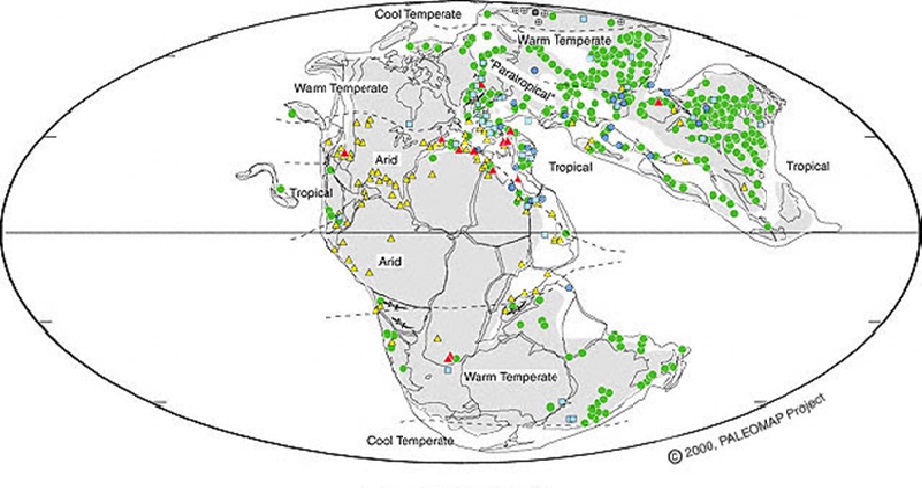 Cool Temperate
Warm Temperate
"Paratropical"
Warm Temperate
Arid
Tropical
Tropical
Tropical
Arid
Warm Temperate
Cool Temperate
© 2000, PALEOMAP Project